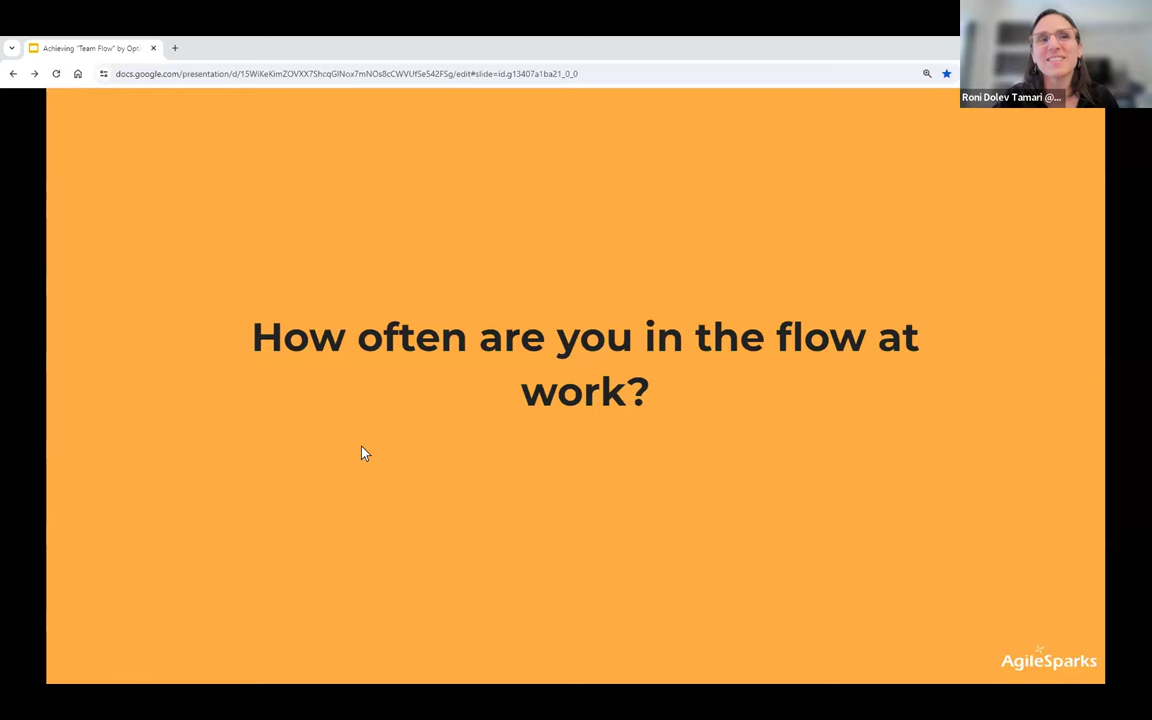 Achieving "Team Flow" by Opti
docs.google.com/presentation/d/15WiKeKimZOVXX7ShcqGlNox7mNOs8cCWVUfSe542FSg/edit#slide=id.g13407a1ba21_0_0
Roni Dolev Tamari @...
How often are you in the flow at
work?
AgileSparks